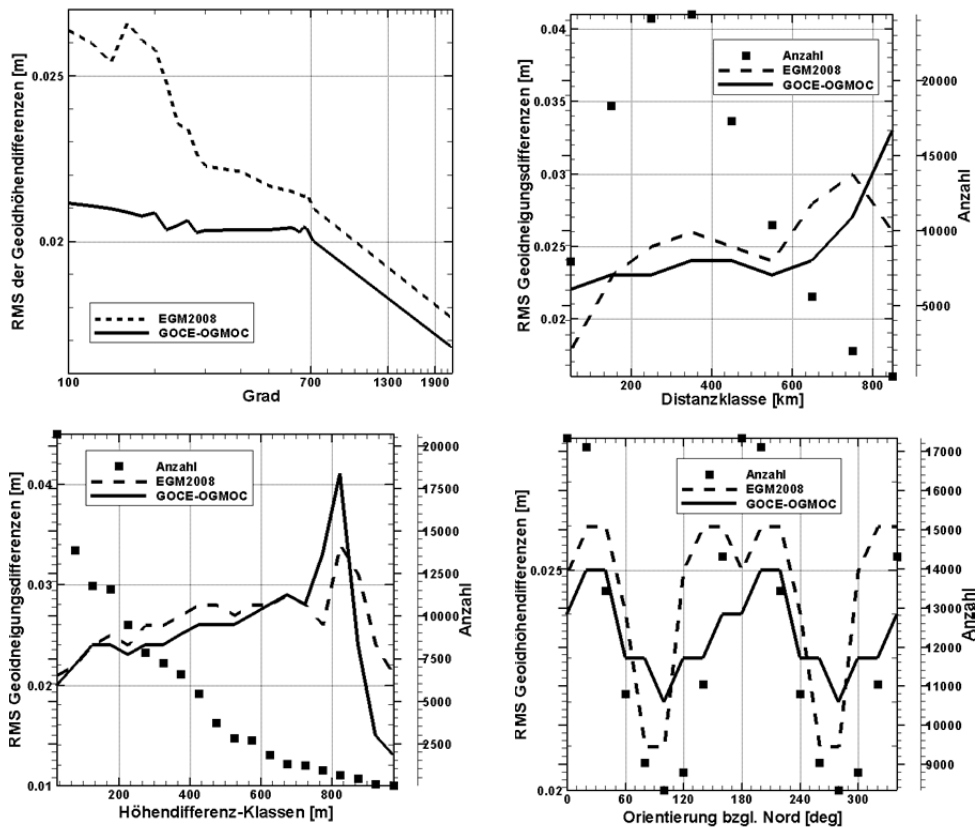 RMS der Geoidhöhendifferenzen [m]
0.025
0.02
EGM2008
GOCE-OGMOC
100
700
1300
1900
Grad
RMS Geoidneigungsdifferenzen [m]
0.04
0.035
0.03
0.025
0.02
Anzahl
EGM2008
GOCE-OGMOC
20000
15000
10000
5000
Anzahl
200
400
600
800
Distanzklasse [km]
RMS Geoidneigungsdifferenzen [m]
0.04
0.03
0.02
0.01
Anzahl
EGM2008
GOCE-OGMOC
20000
17500
15000
12500
10000
7500
5000
2500
Anzahl
200
400
600
800
Höhendifferenz-Klassen [m]
RMS Geoidhöhendifferenzen [m]
0.025
0.02
Anzahl
EGM2008
GOCE-OGMOC
17000
16000
15000
14000
13000
12000
11000
10000
9000
Anzahl
0
60
120
180
240
300
Orientierung bzgl. Nord [deg]